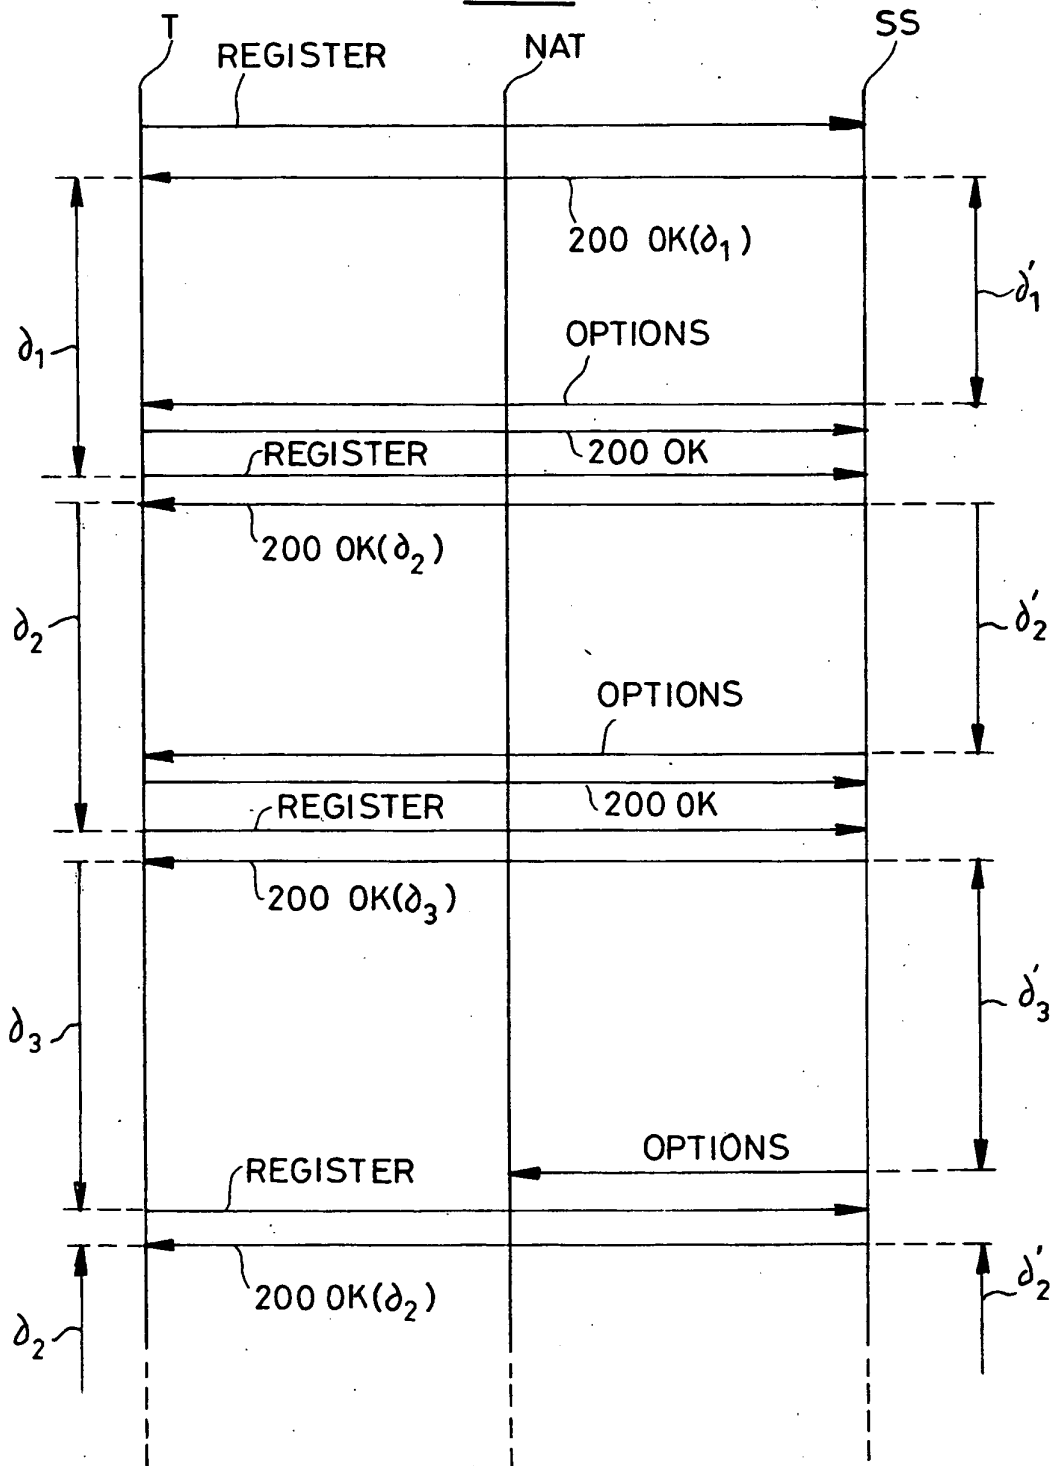 T
REGISTER
NAT
SS
200 OK(∂₁)
∂'₁
∂₁
OPTIONS
200 OK
REGISTER
200 OK(∂₂)
∂₂
∂'₂
OPTIONS
200 OK
REGISTER
200 OK(∂₃)
∂₃
∂'₃
OPTIONS
REGISTER
200 OK(∂₂)
∂₂
∂'₂